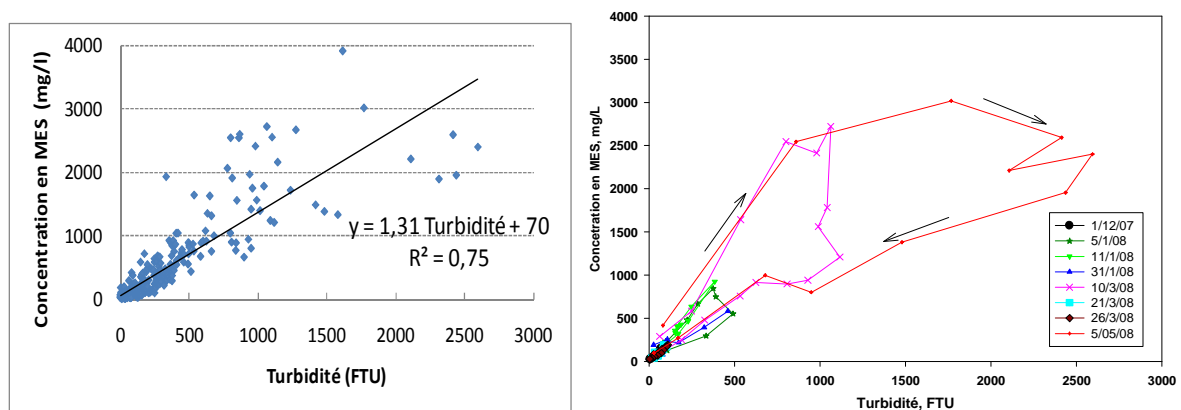 4000
3000
2000
1000
0
0 500 1000 1500 2000 2500 3000
Concentration en MES (mg/l)
Turbidité (FTU)
y = 1,31 Turbidité + 70
R² = 0,75
4000
3500
3000
2500
2000
1500
1000
500
0
0 500 1000 1500 2000 2500 3000
Concetration en MES, mg/L
Turbidité, FTU
1/12/07
5/1/08
11/1/08
31/1/08
10/3/08
21/3/08
26/3/08
5/05/08